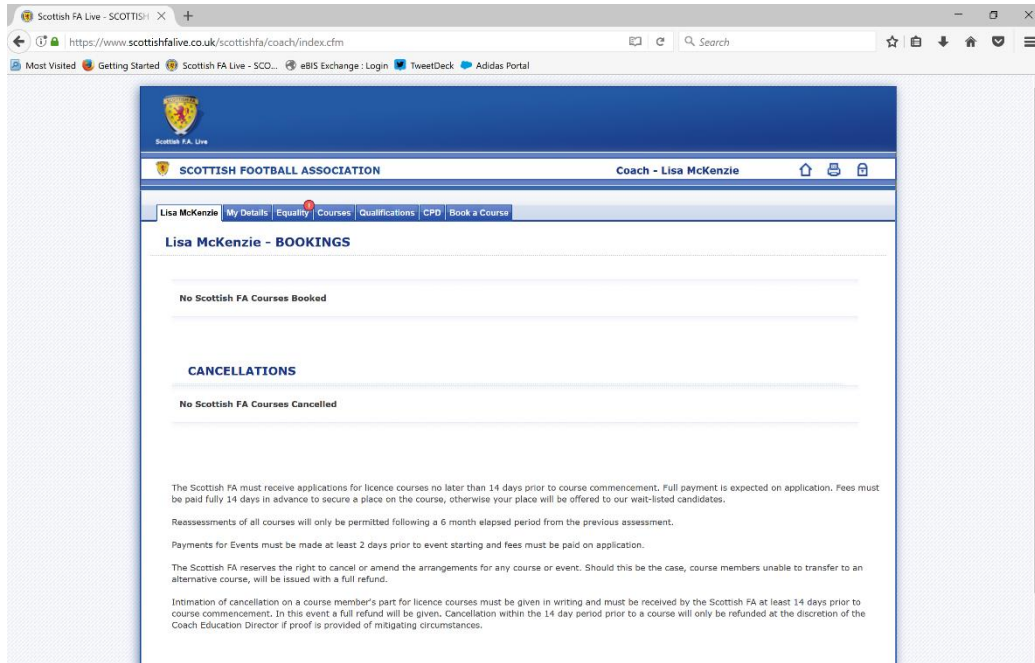 Scottish FA Live - SCOTTISH
https://www.scottishfalive.co.uk/scottishfa/coach/index.cfm
Search
Most Visited Getting Started Scottish FA Live - SCO... eBIS Exchange : Login TweetDeck Adidas Portal
Scottish F.A. Live
SCOTTISH FOOTBALL ASSOCIATION Coach - Lisa McKenzie
Lisa McKenzie My Details Equality Courses Qualifications CPD Book a Course
Lisa McKenzie - BOOKINGS
No Scottish FA Courses Booked
CANCELLATIONS
No Scottish FA Courses Cancelled
The Scottish FA must receive applications for licence courses no later than 14 days prior to course commencement. Full payment is expected on application. Fees must
be paid fully 14 days in advance to secure a place on the course, otherwise your place will be offered to our wait-listed candidates.
Reassessments of all courses will only be permitted following a 6 month elapsed period from the previous assessment.
Payments for Events must be made at least 2 days prior to event starting and fees must be paid on application.
The Scottish FA reserves the right to cancel or amend the arrangements for any course or event. Should this be the case, course members unable to transfer to an
alternative course, will be issued with a full refund.
Intimation of cancellation on a course member's part for licence courses must be given in writing and must be received by the Scottish FA at least 14 days prior to
course commencement. In this event a full refund will be given. Cancellation within the 14 day period prior to a course will only be refunded at the discretion of the
Coach Education Director if proof is provided of mitigating circumstances.